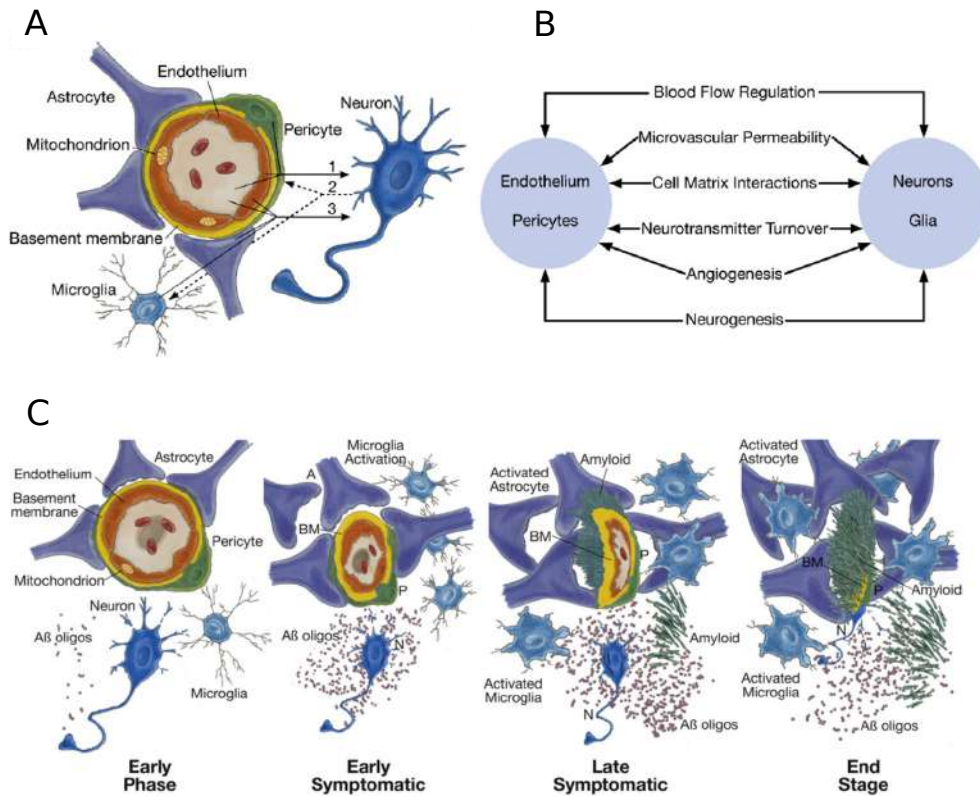 A
Endothelium
Astrocyte
Neuron
Pericyte
Mitochondrion
1
2
3
Basement membrane
Microglia
B
Blood Flow Regulation
Microvascular Permeability
Endothelium
Cell Matrix Interactions
Neurons
Pericytes
Neurotransmitter Turnover
Glia
Angiogenesis
Neurogenesis
C
Endothelium
Astrocyte
Basement
membrane
Pericyte
Mitochondrion
Neuron
Aß oligos
Microglia
Early
Phase
Microglia
Activation
A
BM
P
N
Early
Symptomatic
Activated
Astrocyte
Amyloid
BM
P
Amyloid
Activated
Microglia
N
Aß oligos
Late
Symptomatic
Activated
Astrocyte
BM
P
Amyloid
N
Activated
Microglia
Aß oligos
End
Stage